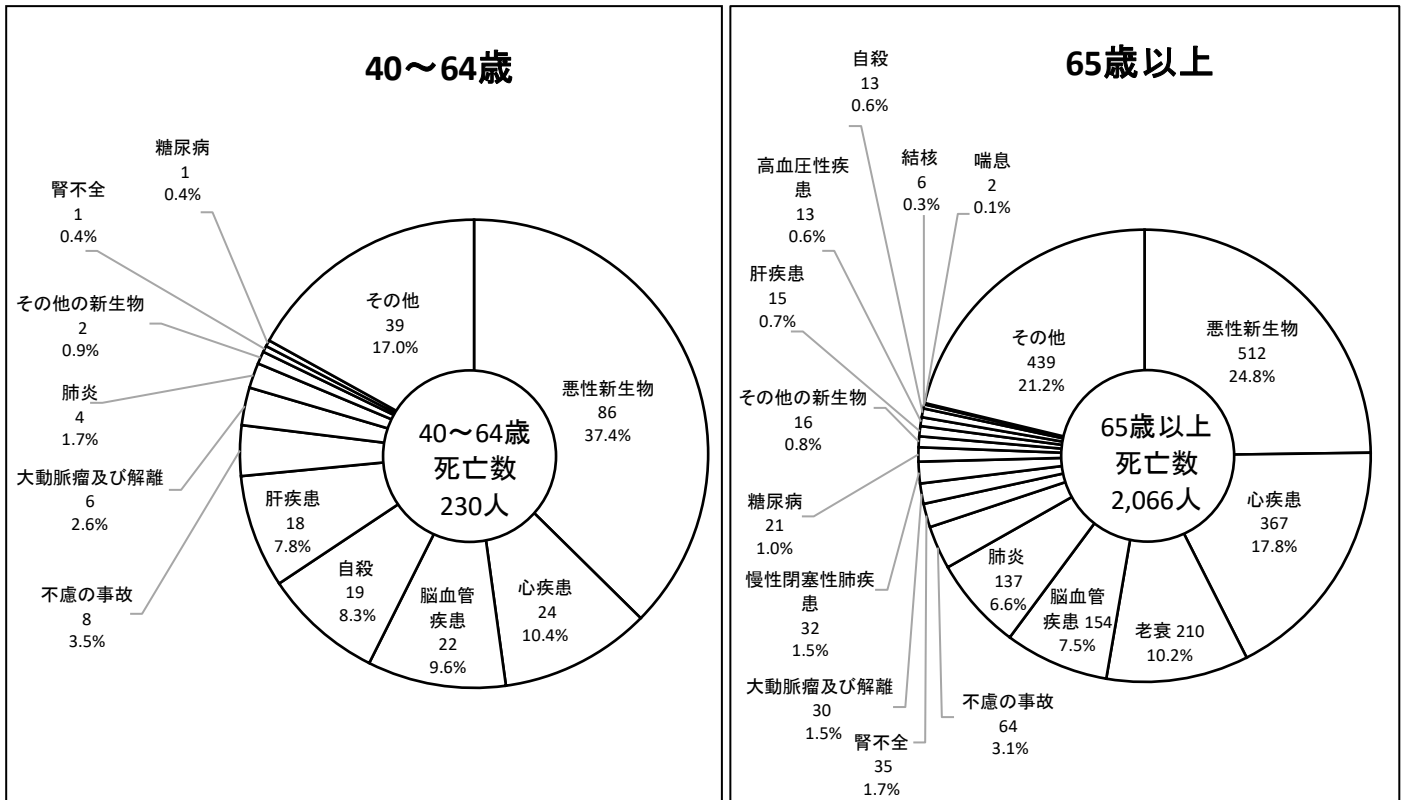 40～64歳
糖尿病
1
0.4%
腎不全
1
0.4%
その他の新生物
2
0.9%
肺炎
4
1.7%
大動脈瘤及び解離
6
2.6%
不慮の事故
8
3.5%
肝疾患
18
7.8%
自殺
19
8.3%
脳血管
疾患
22
9.6%
心疾患
24
10.4%
悪性新生物
86
37.4%
その他
39
17.0%
40～64歳
死亡数
230人
65歳以上
自殺
13
0.6%
結核
6
0.3%
喘息
2
0.1%
高血圧性疾
患
13
0.6%
肝疾患
15
0.7%
その他の新生物
16
0.8%
糖尿病
21
1.0%
慢性閉塞性肺疾
患
32
1.5%
大動脈瘤及び解離
30
1.5%
腎不全
35
1.7%
不慮の事故
64
3.1%
肺炎
137
6.6%
脳血管
疾患 154
7.5%
老衰 210
10.2%
心疾患
367
17.8%
悪性新生物
512
24.8%
その他
439
21.2%
65歳以上
死亡数
2,066人